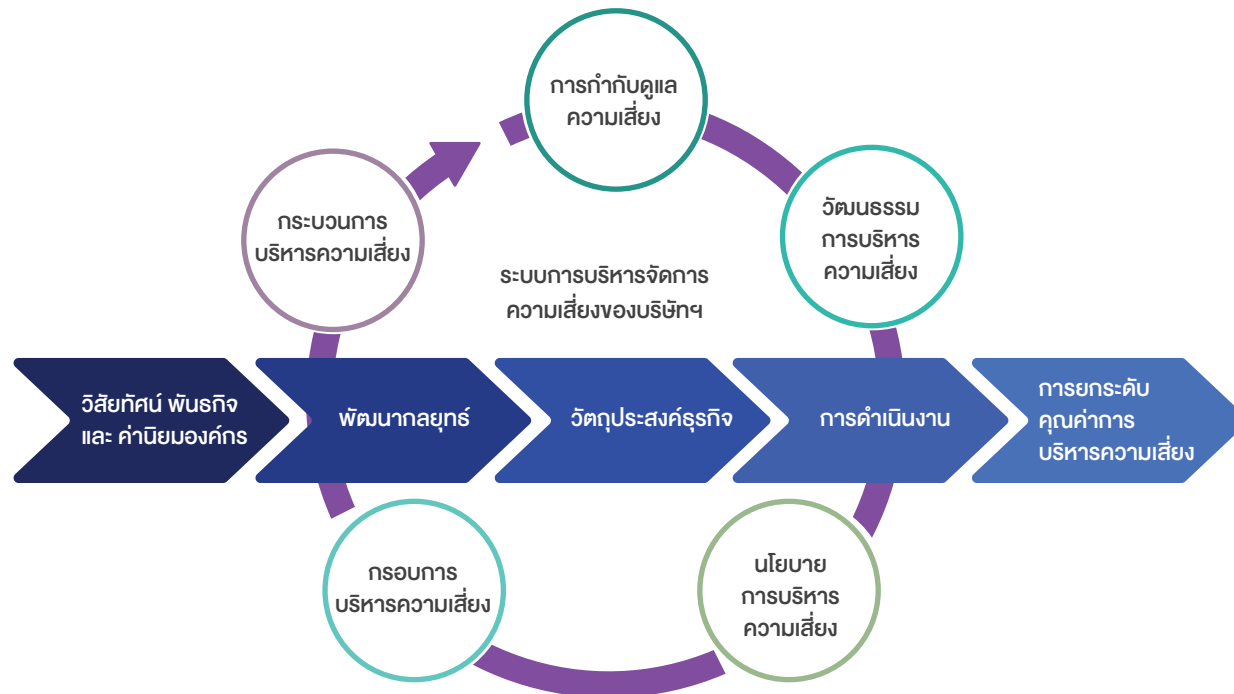 การกำกับดูแล
ความเสี่ยง
กระบวนการ
บริหารความเสี่ยง
วัฒนธรรม
การบริหาร
ความเสี่ยง
ระบบการบริหารจัดการ
ความเสี่ยงของบริษัทฯ
วิสัยทัศน์ พันธกิจ
และ ค่านิยมองค์กร
พัฒนากลยุทธ์
วัตถุประสงค์ธุรกิจ
การดำเนินงาน
การยกระดับ
คุณค่าการ
บริหารความเสี่ยง
กรอบการ
บริหารความเสี่ยง
นโยบาย
การบริหาร
ความเสี่ยง